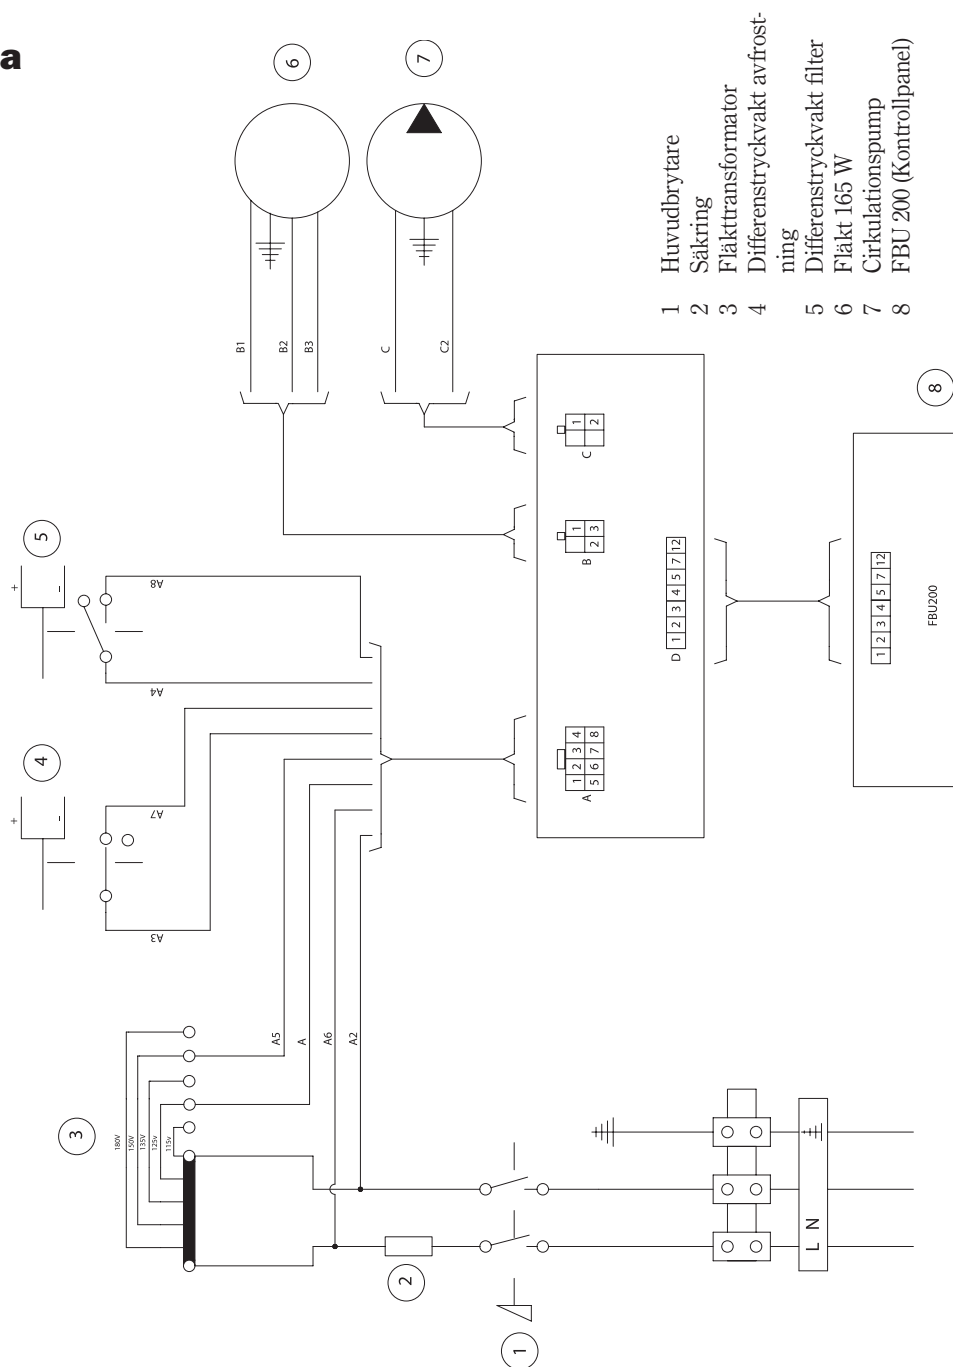 a
6
7
B1
B2
B3
C
C2
5
+
-
A8
A4
4
+
-
A7
A3
3
180V
150V
135V
125v
115v
A5
A
A6
A2
2
1
L N
A
1 2 3 4
5 6 7 8
B
1
2 3
C
1
2
D 1 2 3 4 5 7 12
1 2 3 4 5 7 12
FBU200
8
1 Huvudbrytare
2 Säkring
3 Fläkttransformator
4 Differenstryckvakt avfrost-
ning
5 Differenstryckvakt filter
6 Fläkt 165 W
7 Cirkulationspump
8 FBU 200 (Kontrollpanel)